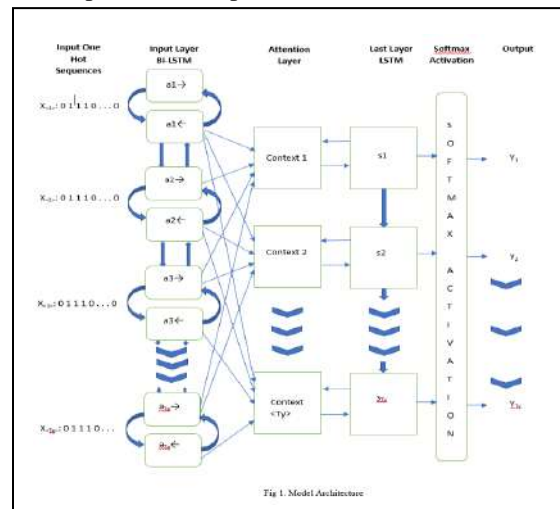 Input One Hot Sequences
Input Layer BI-LSTM
Attention Layer
Last Layer LSTM
Softmax Activation
Output
X<1>: 0 1 1 1 0 . . . 0
a1→
a1←
Context 1
s1
Y1
a2→
a2←
Context 2
s2
Y2
X<2>: 0 1 1 1 0 . . . 0
a3→
a3←
X<3>: 0 1 1 1 0 . . . 0
Context <Ty>
SOFTMAX ACTIVATION
Fig 1. Model Architecture